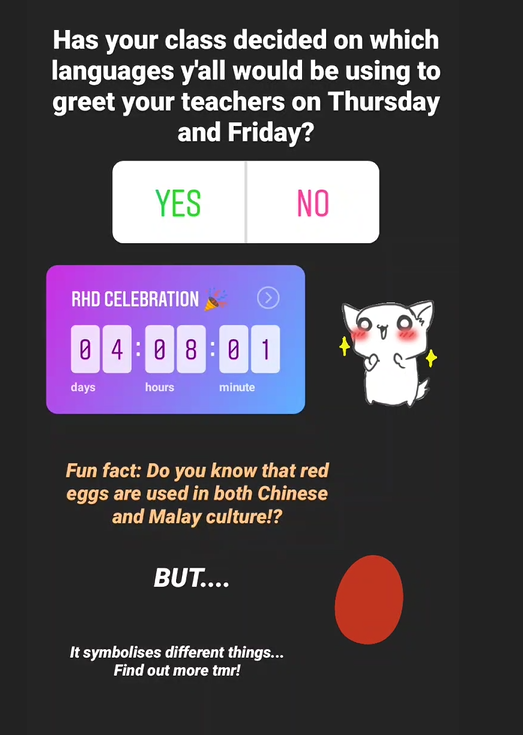 Has your class decided on which
languages y'all would be using to
greet your teachers on Thursday
and Friday?
YES NO
RHD CELEBRATION 🎉
04:08:01
days hours minute
Fun fact: Do you know that red
eggs are used in both Chinese
and Malay culture!?
BUT....
It symbolises different things...
Find out more tmr!